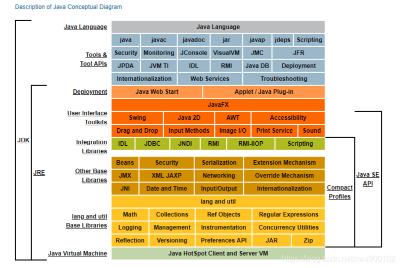 Description of Java Conceptual Diagram
Java Language
Java Language
java javac javadoc jar javap jdeps Scripting
Tools & Tool APIs
Security Monitoring JConsole VisualVM JMC JFR
JPDA JVM TI IDL RMI Java DB Deployment
Internationalization Web Services Troubleshooting
Deployment
Java Web Start Applet / Java Plug-in
JavaFX
User Interface Toolkits
Swing Java 2D AWT Accessibility
Drag and Drop Input Methods Image I/O Print Service Sound
Integration Libraries
IDL JDBC JNDI RMI RMI-IIOP Scripting
JDK
JRE
Other Base Libraries
Beans Security Serialization Extension Mechanism
JMX XML JAXP Networking Override Mechanism
JNI Date and Time Input/Output Internationalization
Java SE API
Compact Profiles
lang and util
lang and util Base Libraries
Math Collections Ref Objects Regular Expressions
Logging Management Instrumentation Concurrency Utilities
Reflection Versioning Preferences API JAR Zip
Java Virtual Machine
Java HotSpot Client and Server VM